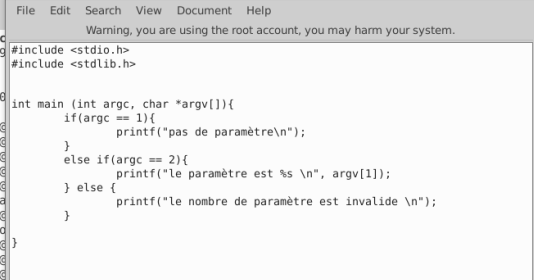 File Edit Search View Document Help
Warning, you are using the root account, you may harm your system.
#include <stdio.h>
#include <stdlib.h>
int main (int argc, char *argv[]){
if(argc == 1){
printf("pas de paramètre\n");
}
else if(argc == 2){
printf("le paramètre est %s \n", argv[1]);
} else {
printf("le nombre de paramètre est invalide \n");
}
}